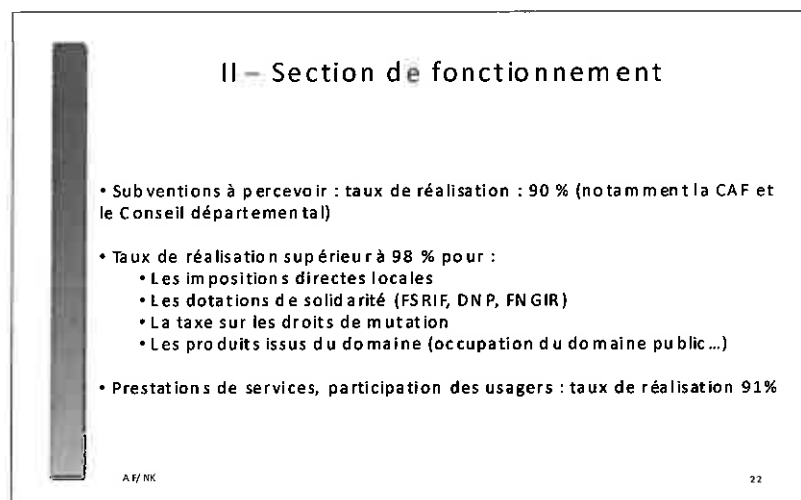 II – Section de fonctionnement
• Subventions à percevoir : taux de réalisation : 90 % (notamment la CAF et
le Conseil départemental)
• Taux de réalisation supérieur à 98 % pour :
• Les impositions directes locales
• Les dotations de solidarité (FSRIF, DNP, FNGIR)
• La taxe sur les droits de mutation
• Les produits issus du domaine (occupation du domaine public...)
• Prestations de services, participation des usagers : taux de réalisation 91%
AF/ NK
22